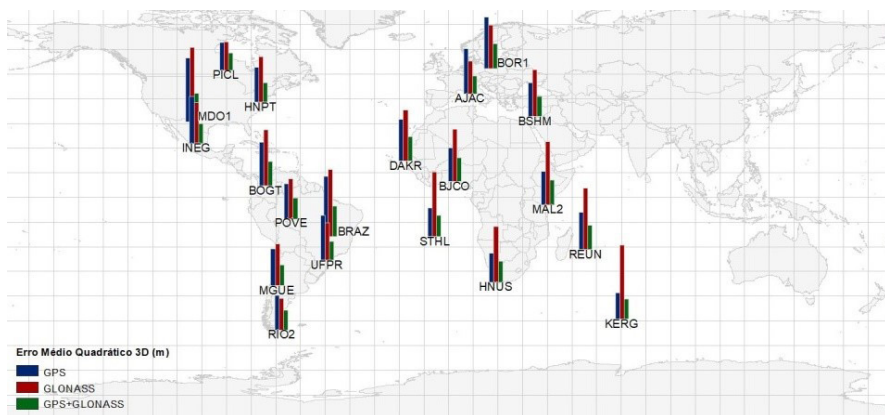 BOR1
PICL
AJAC
HNPT
MDO1
BSHM
INEG
DAKR
BJCO
BOGT
MAL2
POVE
BRAZ
STHL
REUN
UFPR
HNUS
MGUE
KERG
RIO2
Erro Médio Quadrático 3D (m)
GPS
GLONASS
GPS+GLONASS